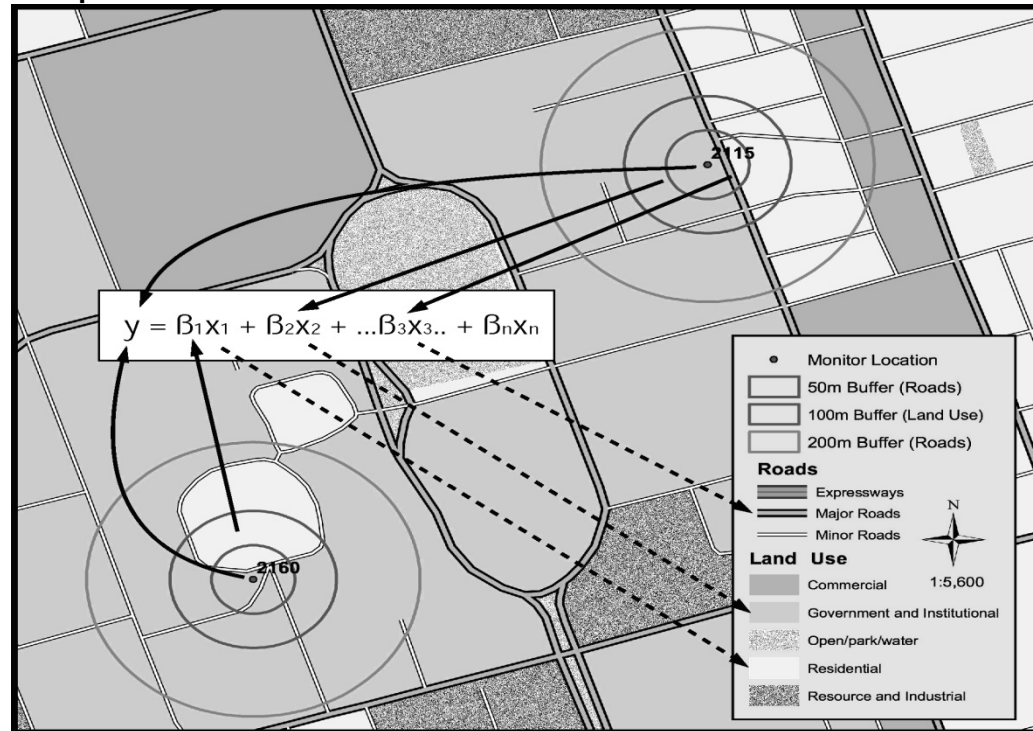 2115
y = β₁x₁ + β₂x₂ + ...β₃x₃.. + βₙxₙ
2160
Monitor Location
50m Buffer (Roads)
100m Buffer (Land Use)
200m Buffer (Roads)
Roads
Expressways
Major Roads
Minor Roads
N
1:5,600
Land Use
Commercial
Government and Institutional
Open/park/water
Residential
Resource and Industrial